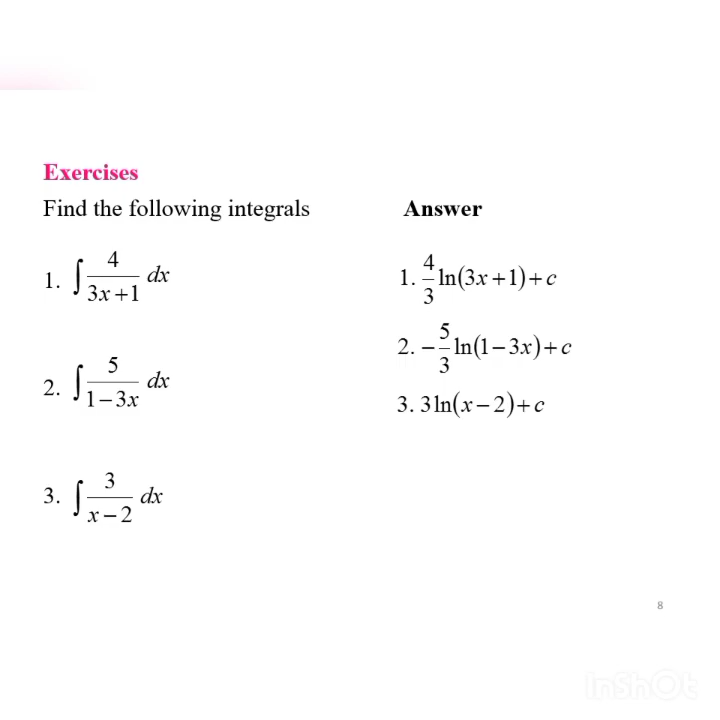 Exercises
Find the following integrals
1. ∫ 4/(3x+1) dx
2. ∫ 5/(1−3x) dx
3. ∫ 3/(x−2) dx
Answer
1. 4/3 ln(3x+1)+c
2. −5/3 ln(1−3x)+c
3. 3ln(x−2)+c
8
InShOt